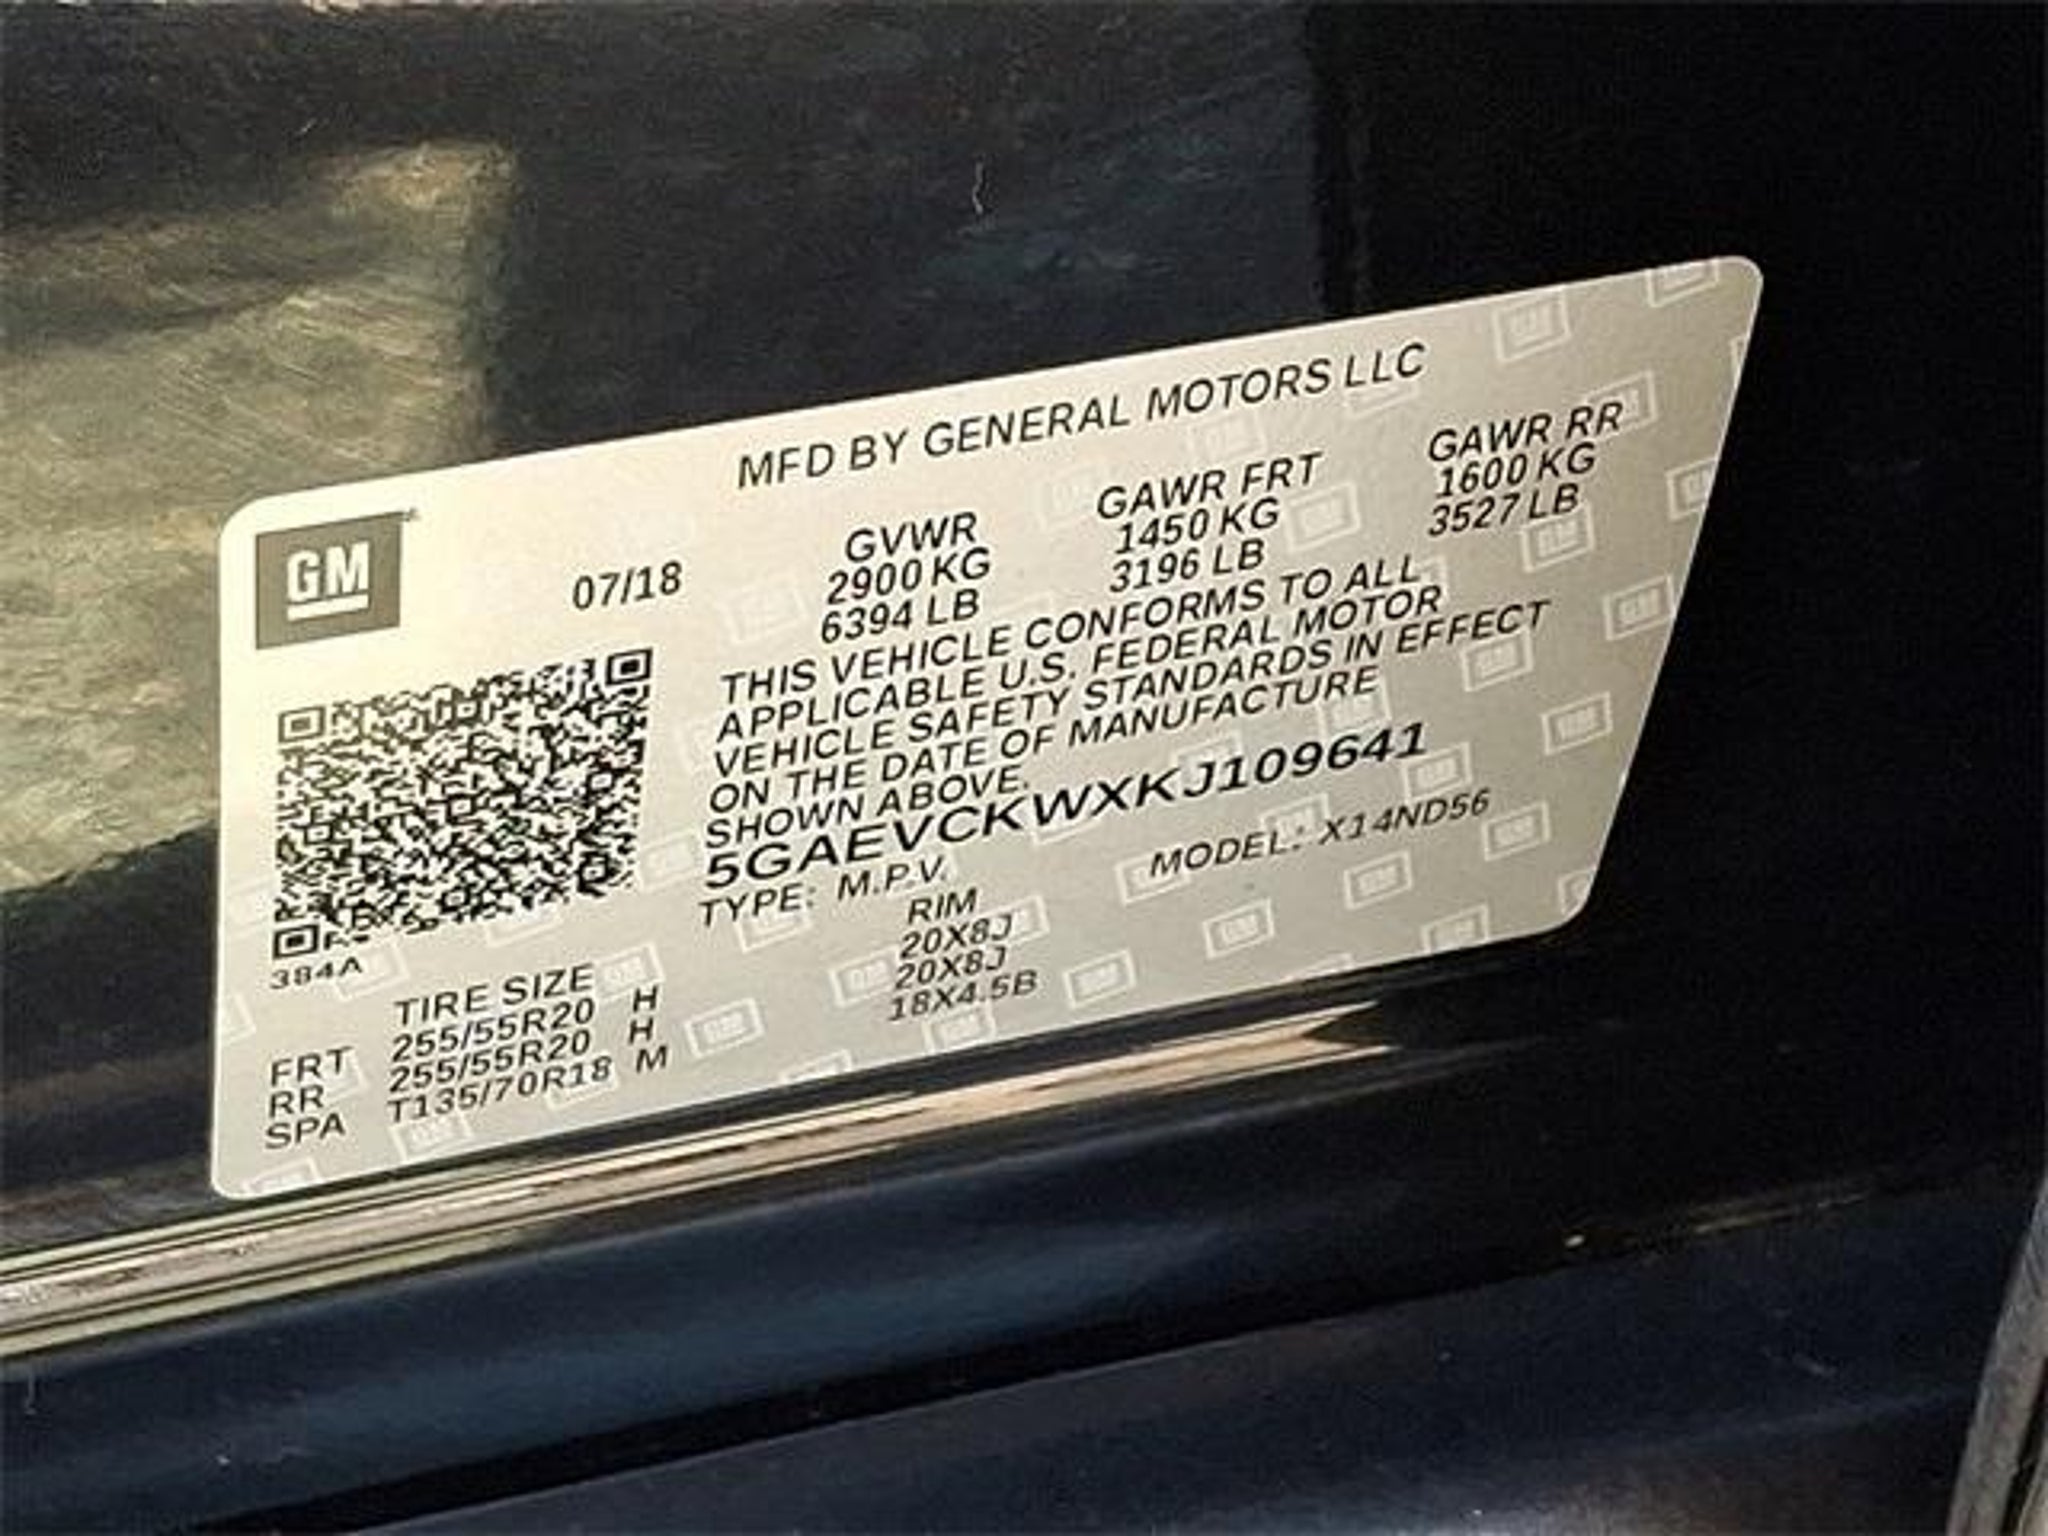 MFD BY GENERAL MOTORS LLC
GM
07/18
GVWR GAWR FRT GAWR RR
2900 KG 1450 KG 1600 KG
6394 LB 3196 LB 3527 LB
THIS VEHICLE CONFORMS TO ALL
APPLICABLE U.S. FEDERAL MOTOR
VEHICLE SAFETY STANDARDS IN EFFECT
ON THE DATE OF MANUFACTURE
SHOWN ABOVE.
5GAEVCKWXKJ109641
TYPE: M.P.V. MODEL: X14ND56
384A
TIRE SIZE RIM
FRT 255/55R20 H 20X8J
RR 255/55R20 H 20X8J
SPA T135/70R18 M 18X4.5B